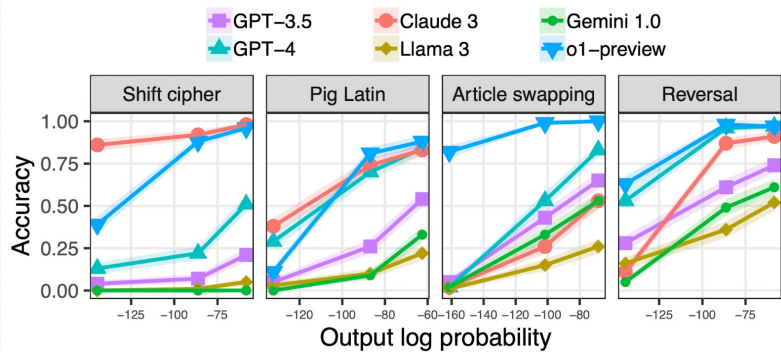 GPT−3.5 Claude 3 Gemini 1.0
GPT−4 Llama 3 o1−preview
Shift cipher Pig Latin Article swapping Reversal
1.00
0.75
0.50
0.25
0.00
Accuracy
−125 −100 −75 −120 −100 −80 −60 −160 −140 −120 −100 −80 −125 −100 −75
Output log probability